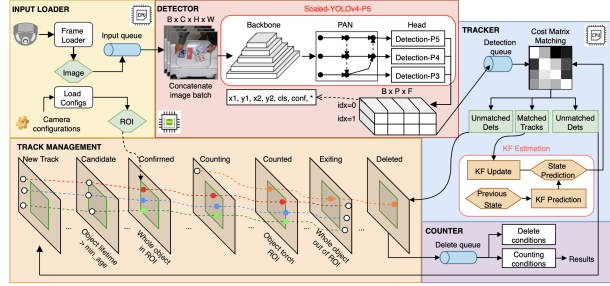 INPUT LOADER
CPU
Frame
Loader
Input queue
Image
Load
Configs
Camera
configurations
ROI
DETECTOR
B x C x H x W
Concatenate
image batch
Scaled-YOLOv4-P5
Backbone
PAN
Head
Detection-P5
Detection-P4
Detection-P3
B x P x F
x1, y1, x2, y2, cls, conf, *
idx=0
idx=1
TRACKER
CPU
Cost Matrix
Matching
Detection
queue
Unmatched
Dets
Matched
Tracks
Unmatched
Dets
KF Estimation
KF Update
State
Prediction
Previous
State
KF Prediction
TRACK MANAGEMENT
New Track
Candidate
Confirmed
Counting
Counted
Exiting
Deleted
...
...
...
...
...
...
Object lifetime
> min_age
Whole object
in ROI
Object torch
ROI
Whole object
out of ROI
COUNTER
Delete queue
Delete
conditions
Counting
conditions
Results
CPU